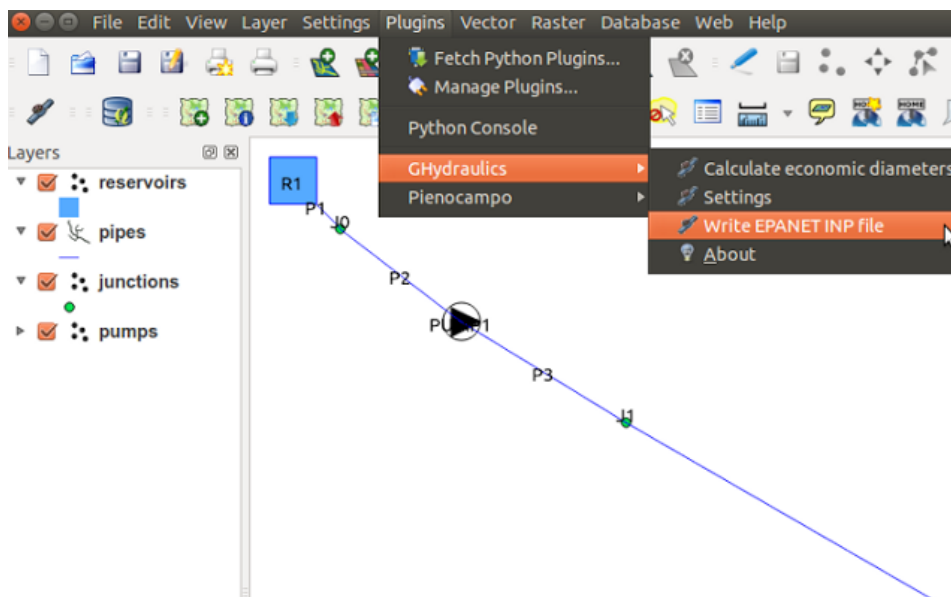 File Edit View Layer Settings Plugins Vector Raster Database Web Help
Fetch Python Plugins...
Manage Plugins...
Python Console
GHydraulics
Pienocampo
Calculate economic diameters
Settings
Write EPANET INP file
About
Layers
reservoirs
pipes
junctions
pumps
R1
P1
J0
P2
P3
J1